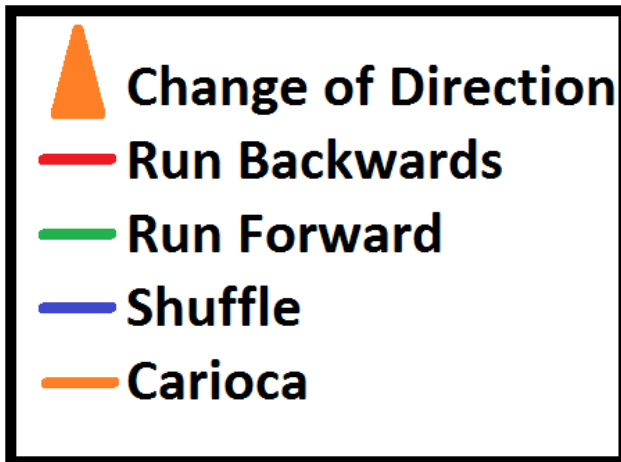 Change of Direction
Run Backwards
Run Forward
Shuffle
Carioca